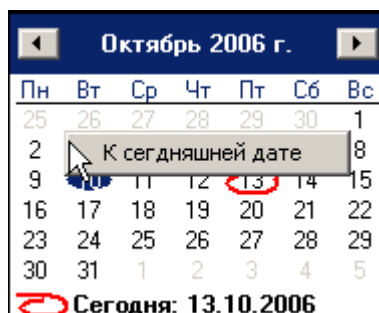 Октябрь 2006 г.
Пн Вт Ср Чт Пт Сб Вс
25 26 27 28 29 30 1
2 8
К сегдняшней дате
9 10 11 12 13 14 15
16 17 18 19 20 21 22
23 24 25 26 27 28 29
30 31 1 2 3 4 5
Сегодня: 13.10.2006